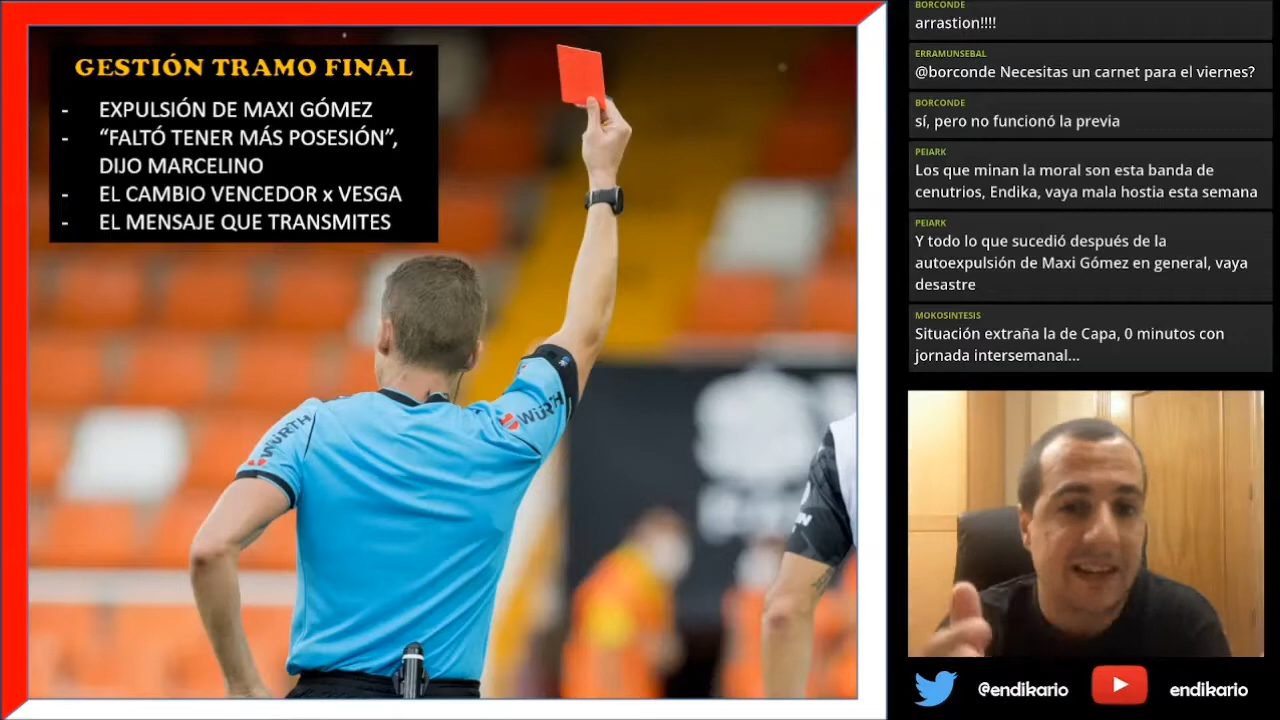 GESTIÓN TRAMO FINAL
- EXPULSIÓN DE MAXI GÓMEZ
- “FALTÓ TENER MÁS POSESIÓN”,
DIJO MARCELINO
- EL CAMBIO VENCEDOR x VESGA
- EL MENSAJE QUE TRANSMITES
WÜRTH
WÜRTH
BORCONDE
arrastion!!!!
ERRAMUNSEBAL
@borconde Necesitas un carnet para el viernes?
BORCONDE
sí, pero no funcionó la previa
PEIARK
Los que minan la moral son esta banda de
cenutrios, Endika, vaya mala hostia esta semana
PEIARK
Y todo lo que sucedió después de la
autoexpulsión de Maxi Gómez en general, vaya
desastre
MOKOSINTESIS
Situación extraña la de Capa, 0 minutos con
jornada intersemanal...
@endikario
endikario